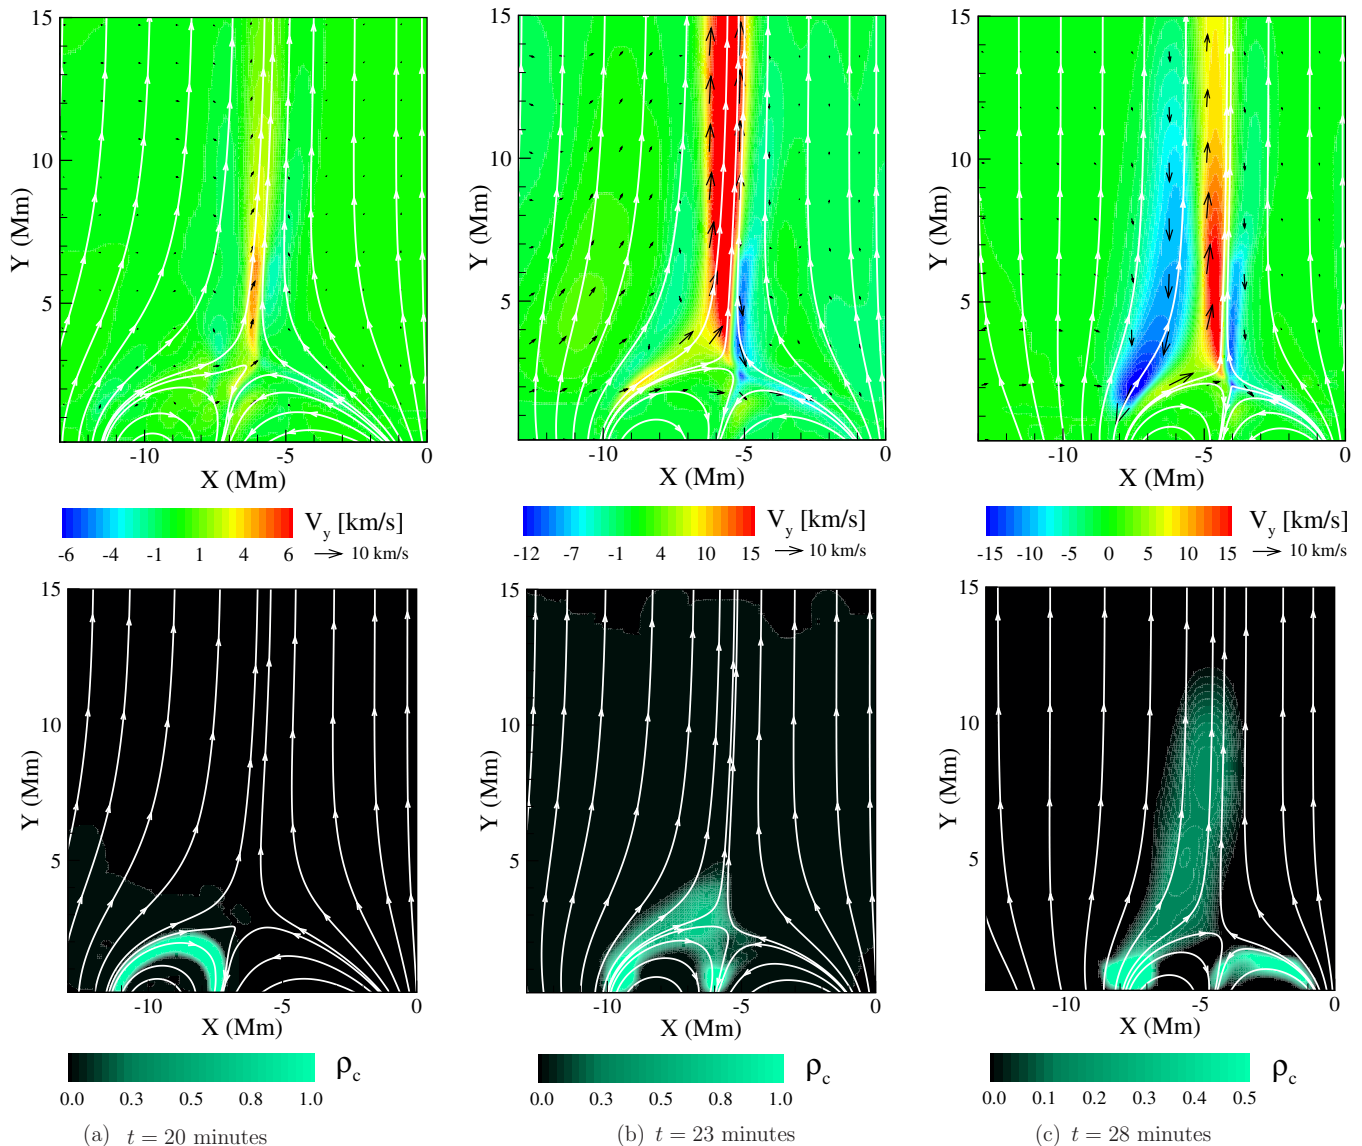 15
10
5
Y (Mm)
-10
-5
0
X (Mm)
V_y [km/s]
-6
-4
-1
1
4
6
10 km/s
15
10
5
Y (Mm)
-10
-5
0
X (Mm)
V_y [km/s]
-12
-7
-1
4
10
15
10 km/s
15
10
5
Y (Mm)
-10
-5
0
X (Mm)
V_y [km/s]
-15
-10
-5
0
5
10
15
10 km/s
15
10
5
Y (Mm)
-10
-5
0
X (Mm)
ρ_c
0.0
0.3
0.5
0.8
1.0
(a) t = 20 minutes
15
10
5
Y (Mm)
-10
-5
0
X (Mm)
ρ_c
0.0
0.3
0.5
0.8
1.0
(b) t = 23 minutes
15
10
5
Y (Mm)
-10
-5
0
X (Mm)
ρ_c
0.0
0.1
0.2
0.4
0.5
(c) t = 28 minutes